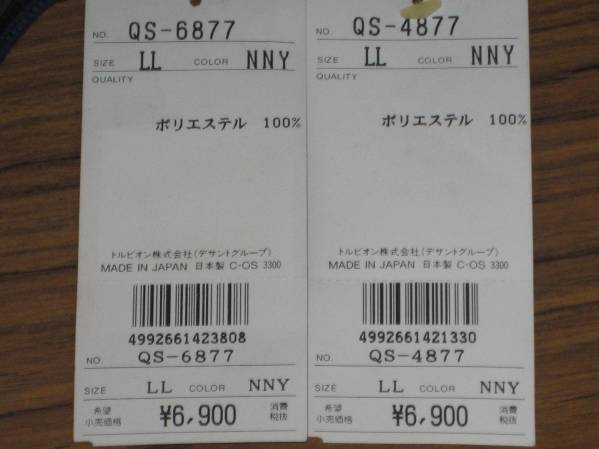 NO. QS-6877
SIZE LL COLOR NNY
QUALITY
ポリエステル 100%
トルビオン株式会社(デサントグループ)
MADE IN JAPAN 日本製 C-OS 3300
4992661423808
NO. QS-6877
SIZE LL COLOR NNY
希望小売価格 ¥6,900 消費税抜
NO. QS-4877
SIZE LL COLOR NNY
QUALITY
ポリエステル 100%
トルビオン株式会社(デサントグループ)
MADE IN JAPAN 日本製 C-OS 3300
4992661421330
NO. QS-4877
SIZE LL COLOR NNY
希望小売価格 ¥6,900 消費税抜